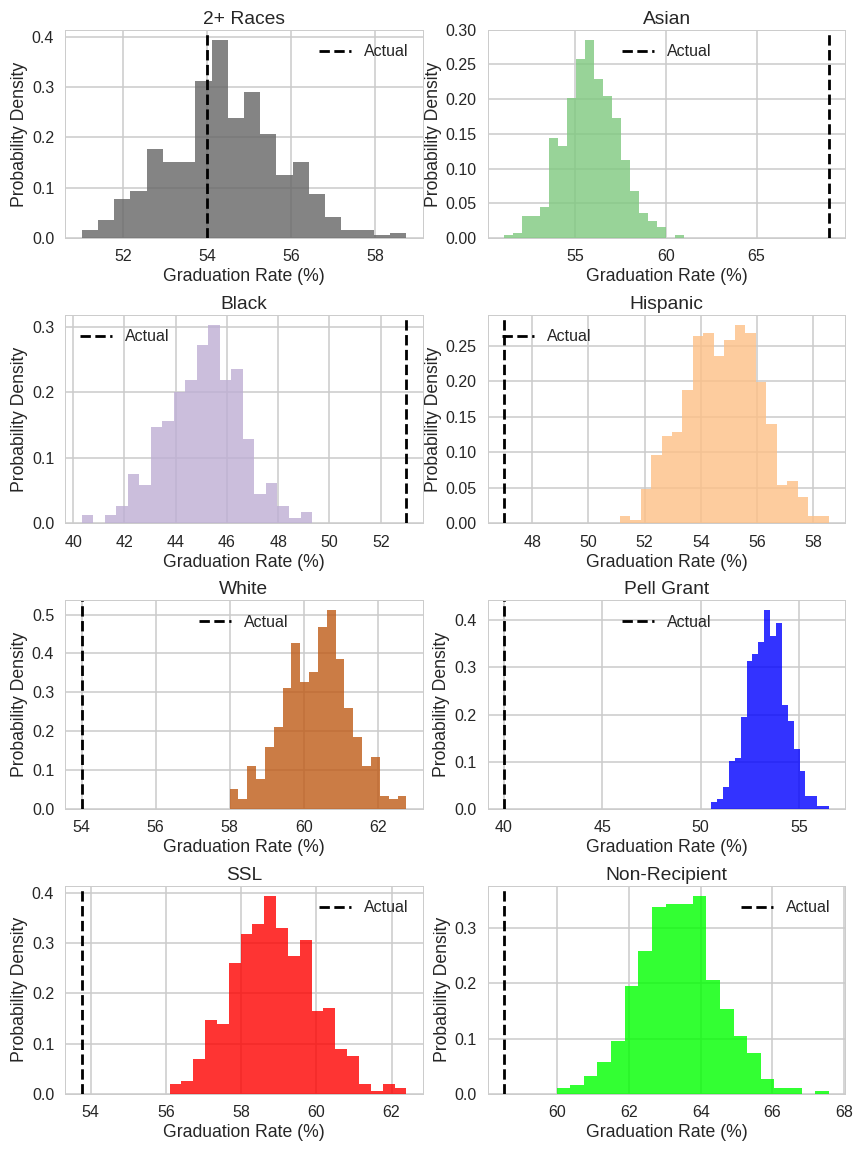 2+ Races
Probability Density
0.4
0.3
0.2
0.1
0.0
Actual
52 54 56 58
Graduation Rate (%)
Asian
Probability Density
0.30
0.25
0.20
0.15
0.10
0.05
0.00
Actual
55 60 65
Graduation Rate (%)
Black
Probability Density
0.3
0.2
0.1
0.0
Actual
40 42 44 46 48 50 52
Graduation Rate (%)
Hispanic
Probability Density
0.25
0.20
0.15
0.10
0.05
0.00
Actual
48 50 52 54 56 58
Graduation Rate (%)
White
Probability Density
0.5
0.4
0.3
0.2
0.1
0.0
Actual
54 56 58 60 62
Graduation Rate (%)
Pell Grant
Probability Density
0.4
0.3
0.2
0.1
0.0
Actual
40 45 50 55
Graduation Rate (%)
SSL
Probability Density
0.4
0.3
0.2
0.1
0.0
Actual
54 56 58 60 62
Graduation Rate (%)
Non-Recipient
Probability Density
0.3
0.2
0.1
0.0
Actual
60 62 64 66 68
Graduation Rate (%)